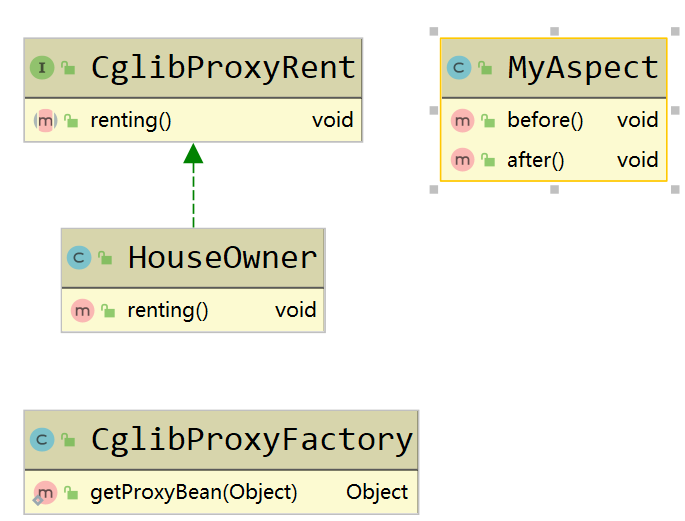 I CglibProxyRent
m renting() void
C MyAspect
m before() void
m after() void
C HouseOwner
m renting() void
C CglibProxyFactory
m getProxyBean(Object) Object